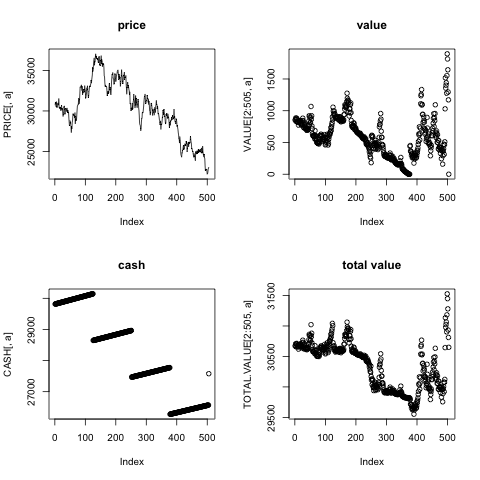 price
PRICE[, a]
25000 30000 35000
0 100 200 300 400 500
Index
value
VALUE[2:505, a]
0 500 1000 1500
0 100 200 300 400 500
Index
cash
CASH[, a]
27000 29000
0 100 200 300 400 500
Index
total value
TOTAL.VALUE[2:505, a]
29500 30500 31500
0 100 200 300 400 500
Index